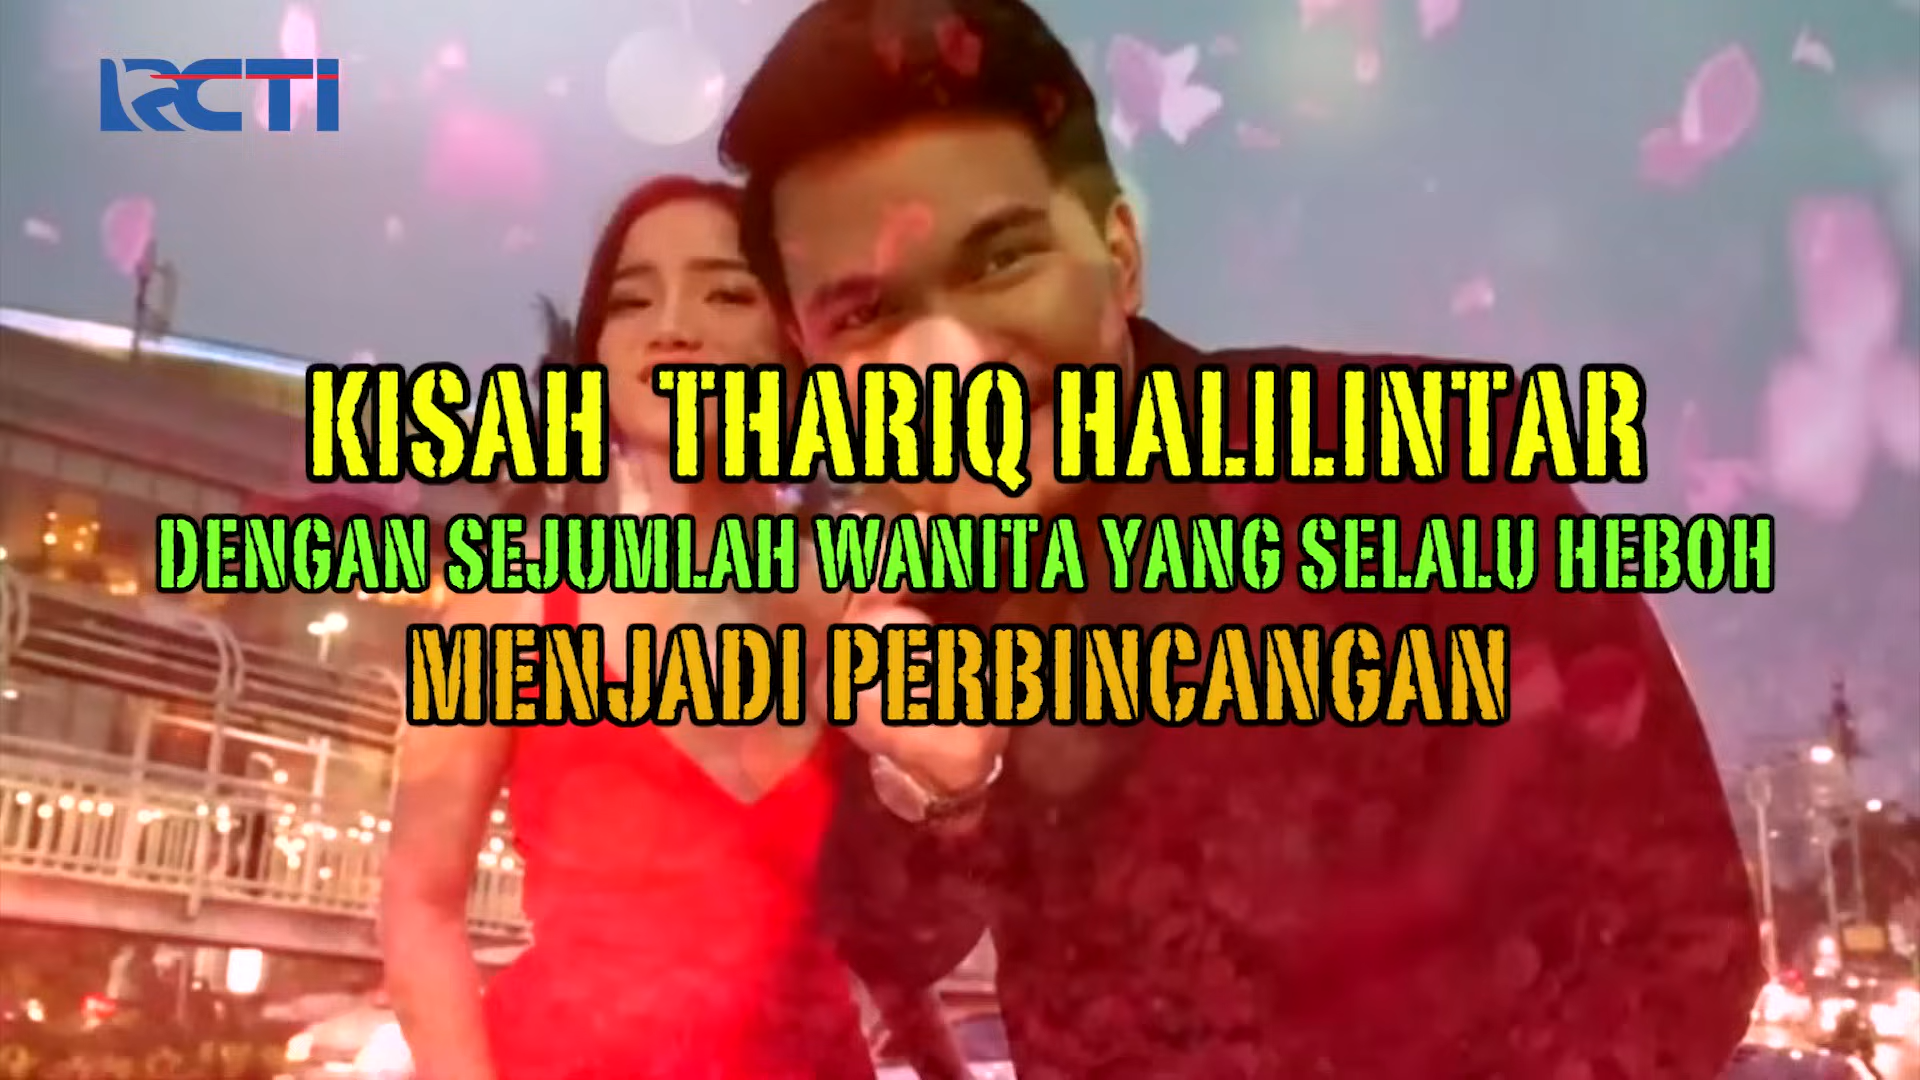 RCTI
KISAH THARIQ HALILINTAR
DENGAN SEJUMLAH WANITA YANG SELALU HEBOH
MENJADI PERBINCANGAN